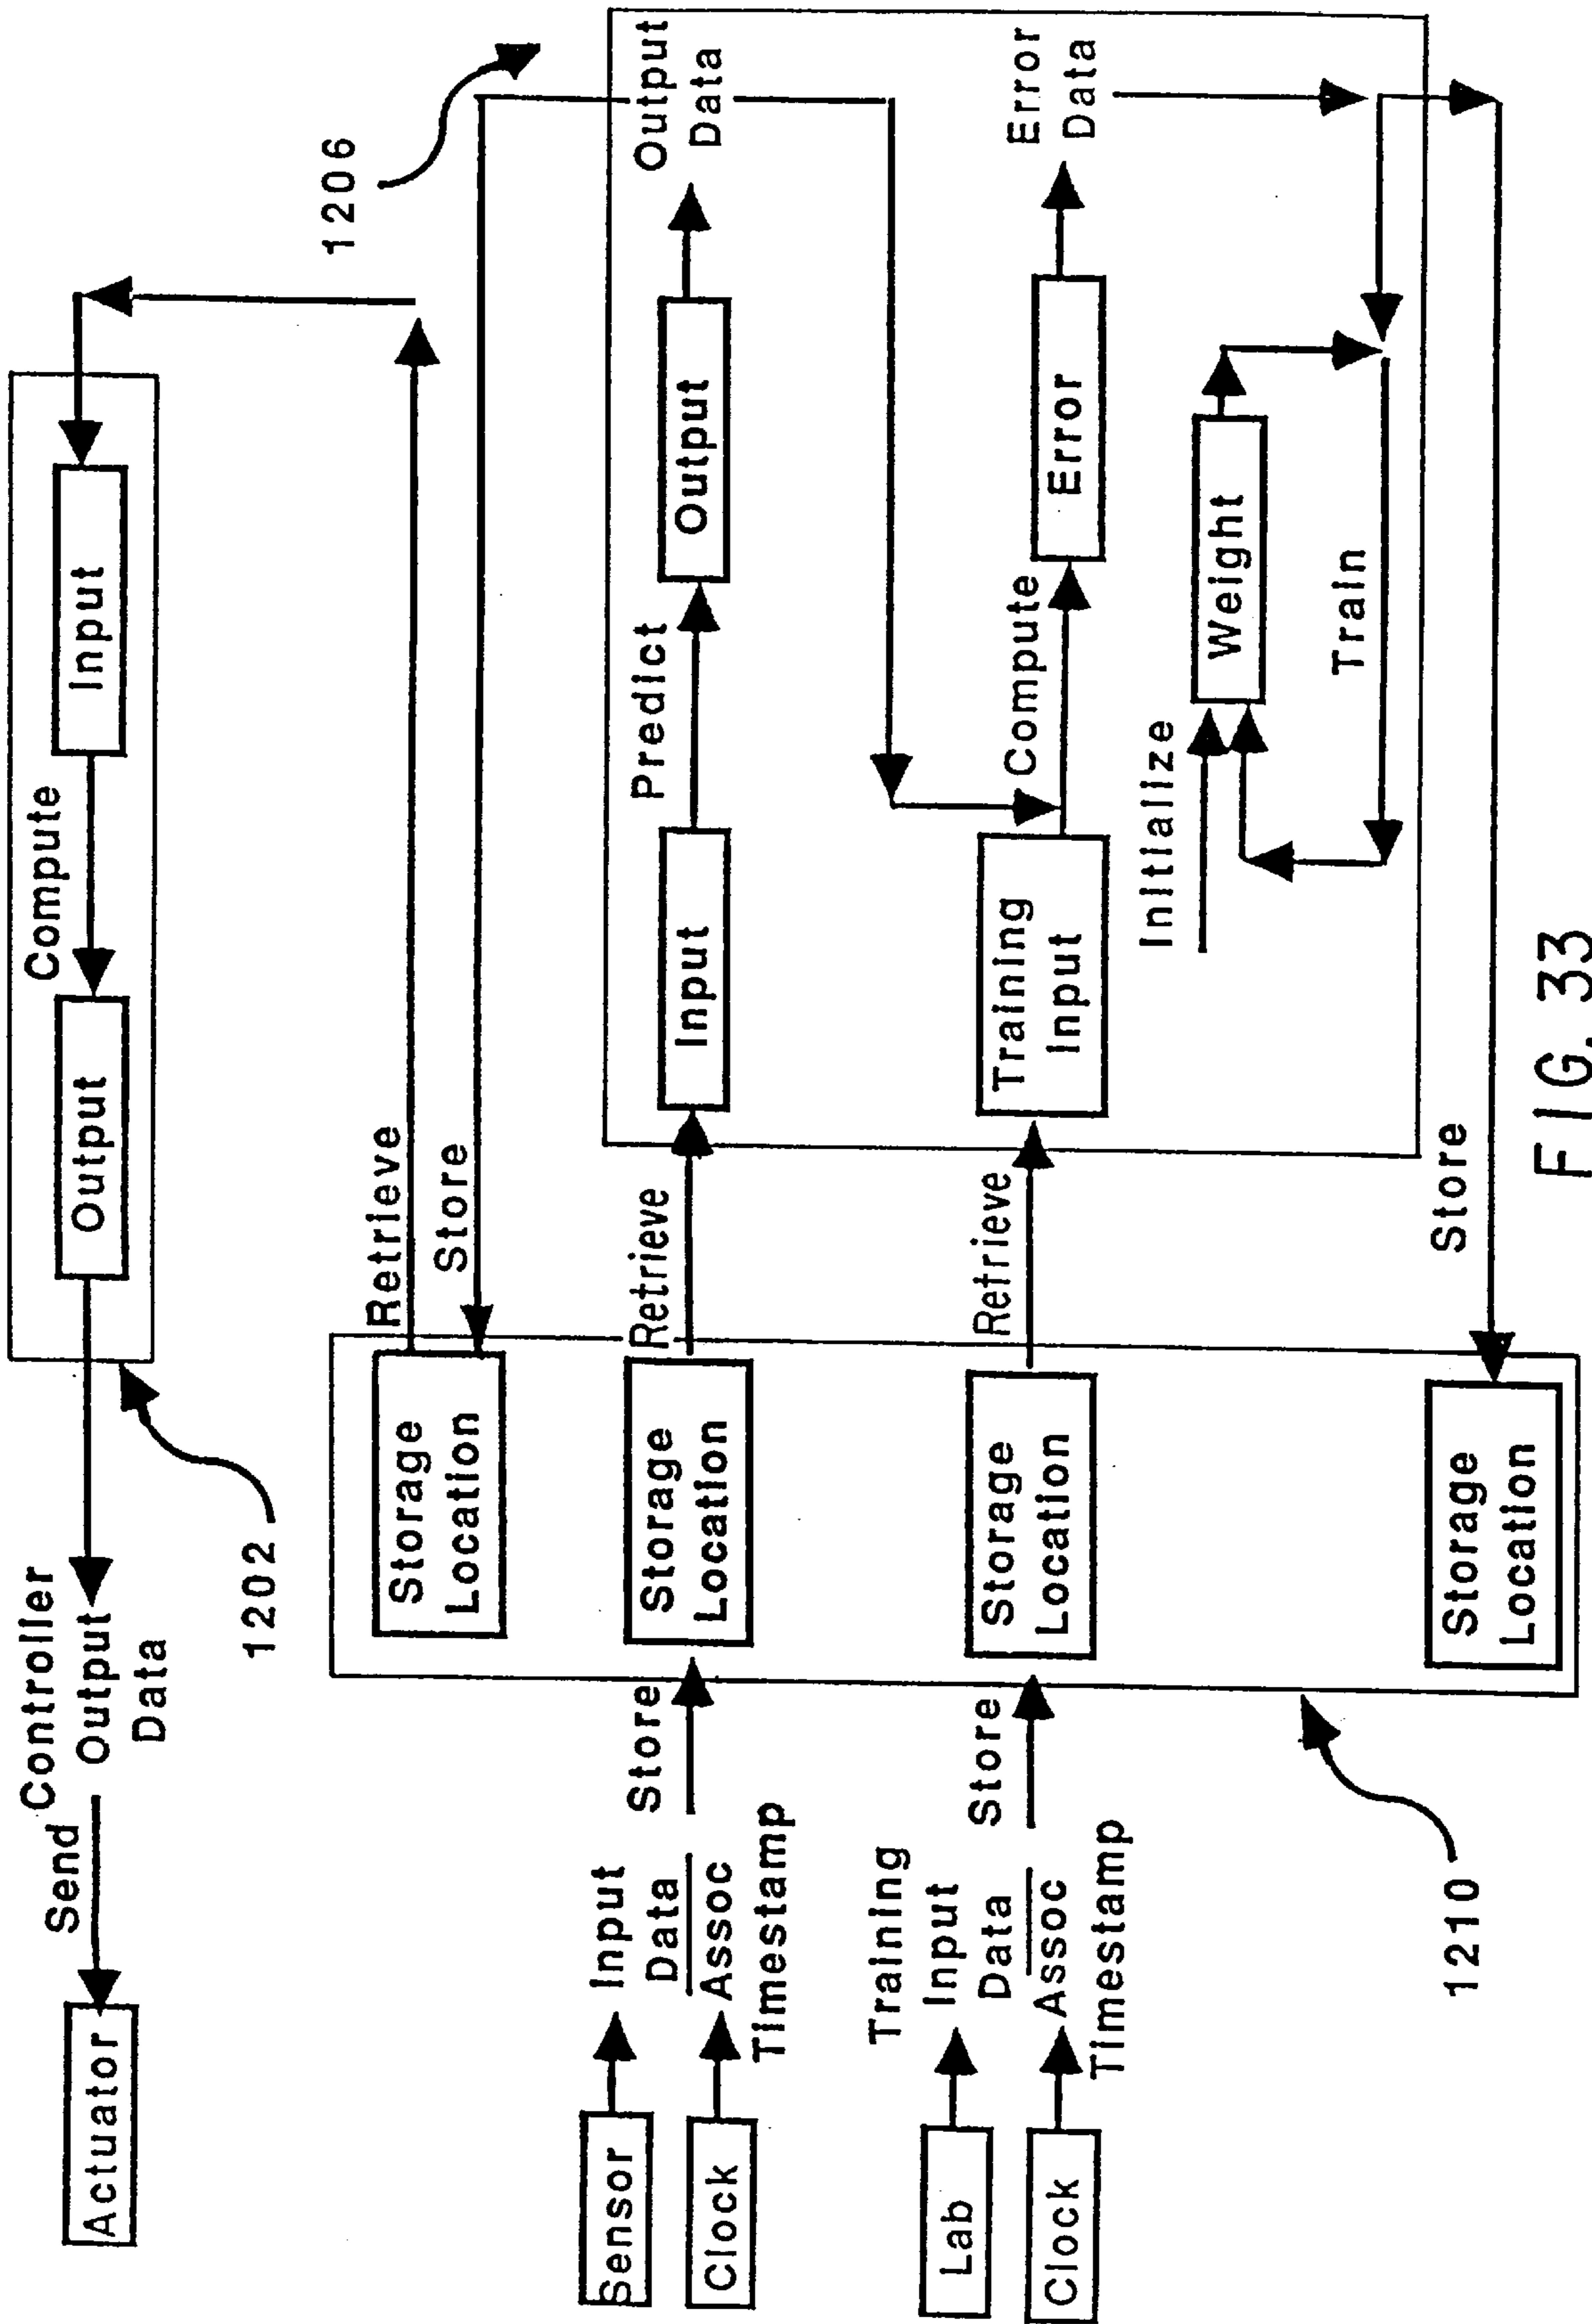 Actuator
Send
Controller
Output
Data
Output
Compute
Input
1202
1206
Retrieve
Store
Storage
Location
Sensor
Input
Data
Clock
Assoc
Timestamp
Store
Storage
Location
Retrieve
Input
Predict
Output
Output
Data
Lab
Training
Input
Data
Clock
Assoc
Timestamp
Store
Storage
Location
Retrieve
Training
Input
Compute
Error
Error
Data
Initialize
Weight
Train
Storage
Location
Store
1210
FIG. 33